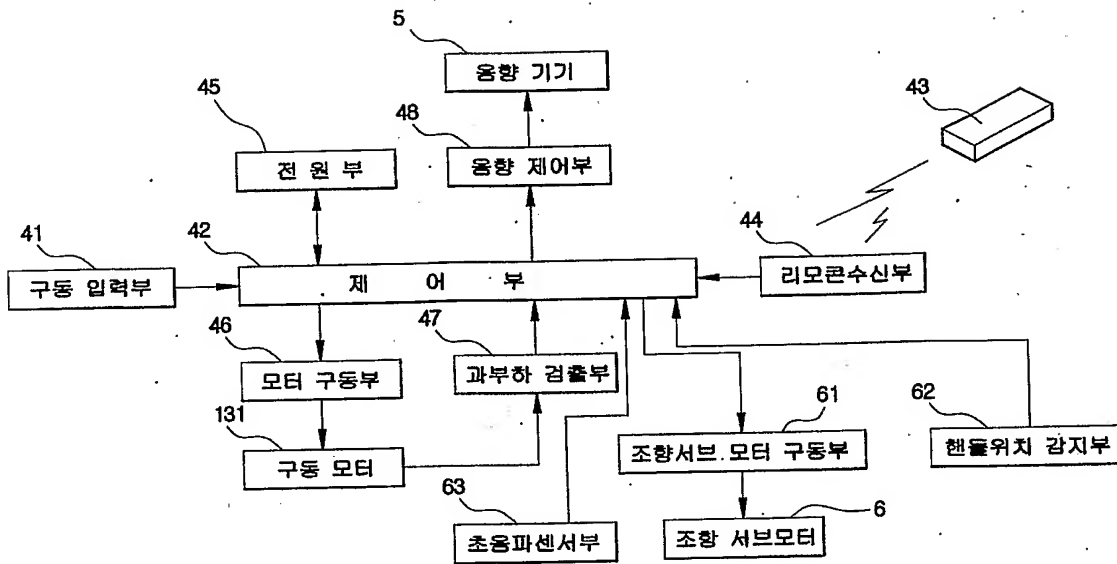 5
음향 기기
45
48
43
전 원 부
음향 제어부
41
42
44
구동 입력부
제 어 부
리모콘수신부
46
47
모터 구동부
과부하 검출부
131
61
62
구동 모터
조향서브.모터 구동부
핸들위치 감지부
63
6
초음파센서부
조향 서브모터